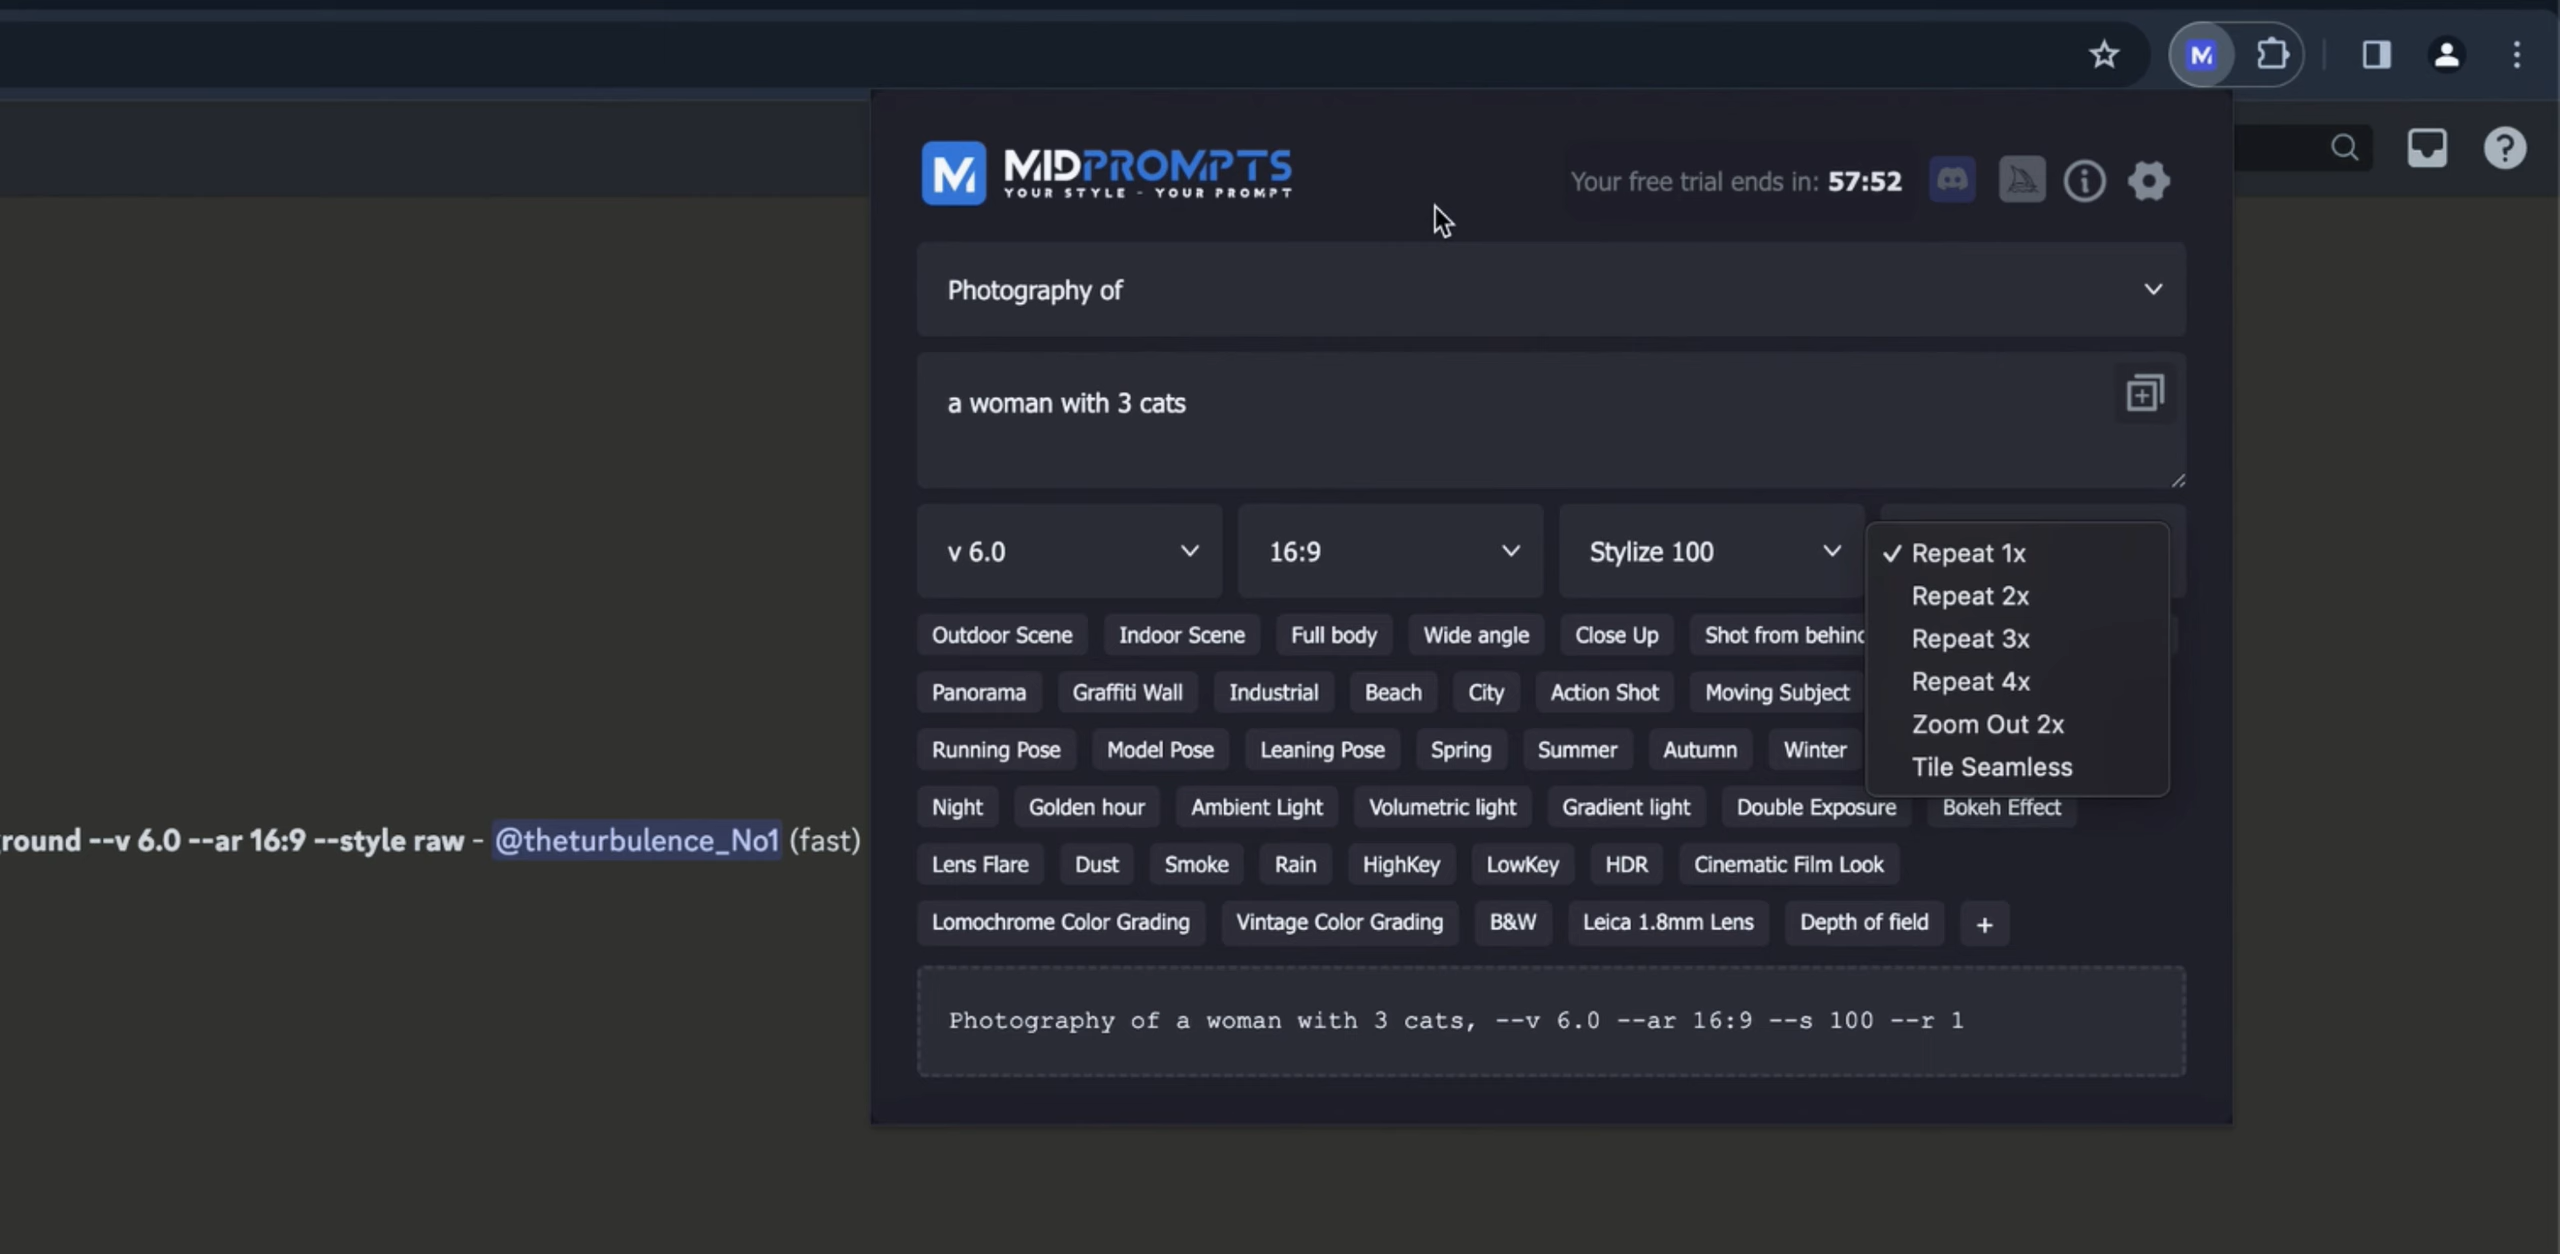 MIDPROMPTS
YOUR STYLE - YOUR PROMPT
Your free trial ends in: 57:52
Photography of
a woman with 3 cats
v 6.0
16:9
Stylize 100
Repeat 1x
Repeat 2x
Repeat 3x
Repeat 4x
Zoom Out 2x
Tile Seamless
Outdoor Scene Indoor Scene Full body Wide angle Close Up Shot from behind
Panorama Graffiti Wall Industrial Beach City Action Shot Moving Subject
Running Pose Model Pose Leaning Pose Spring Summer Autumn Winter
Night Golden hour Ambient Light Volumetric light Gradient light Double Exposure Bokeh Effect
round --v 6.0 --ar 16:9 --style raw - @theturbulence_No1 (fast)
Lens Flare Dust Smoke Rain HighKey LowKey HDR Cinematic Film Look
Lomochrome Color Grading Vintage Color Grading B&W Leica 1.8mm Lens Depth of field +
Photography of a woman with 3 cats, --v 6.0 --ar 16:9 --s 100 --r 1